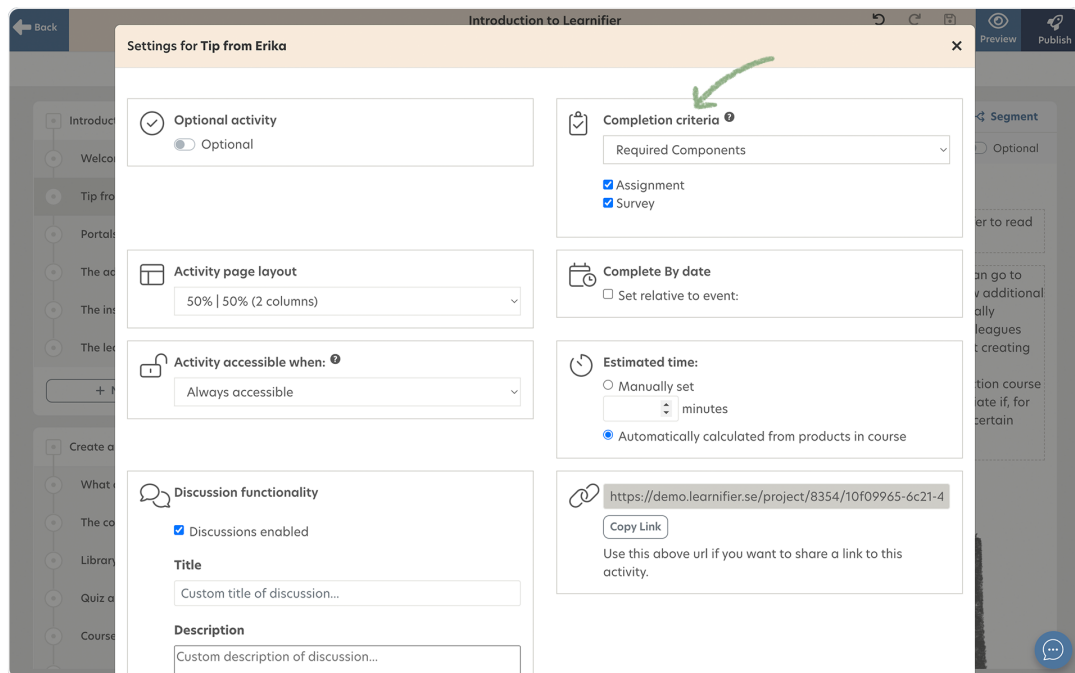 Back
Introduction to Learnifier
Preview
Publish
Settings for Tip from Erika
Optional activity
Optional
Completion criteria
Required Components
Assignment
Survey
Activity page layout
50% | 50% (2 columns)
Complete By date
Set relative to event:
Activity accessible when:
Always accessible
Estimated time:
Manually set
minutes
Automatically calculated from products in course
Discussion functionality
Discussions enabled
Title
Custom title of discussion...
Description
Custom description of discussion...
https://demo.learnifier.se/project/8354/10f09965-6c21-4
Copy Link
Use this above url if you want to share a link to this
activity.
Introduc
Welco
Tip fro
Portals
The ad
The ins
The lea
+ N
Create a
What
The co
Library
Quiz a
Course
Segment
Optional
er to read
an go to
additional
ally
leagues
t creating
tion course
iate if, for
certain